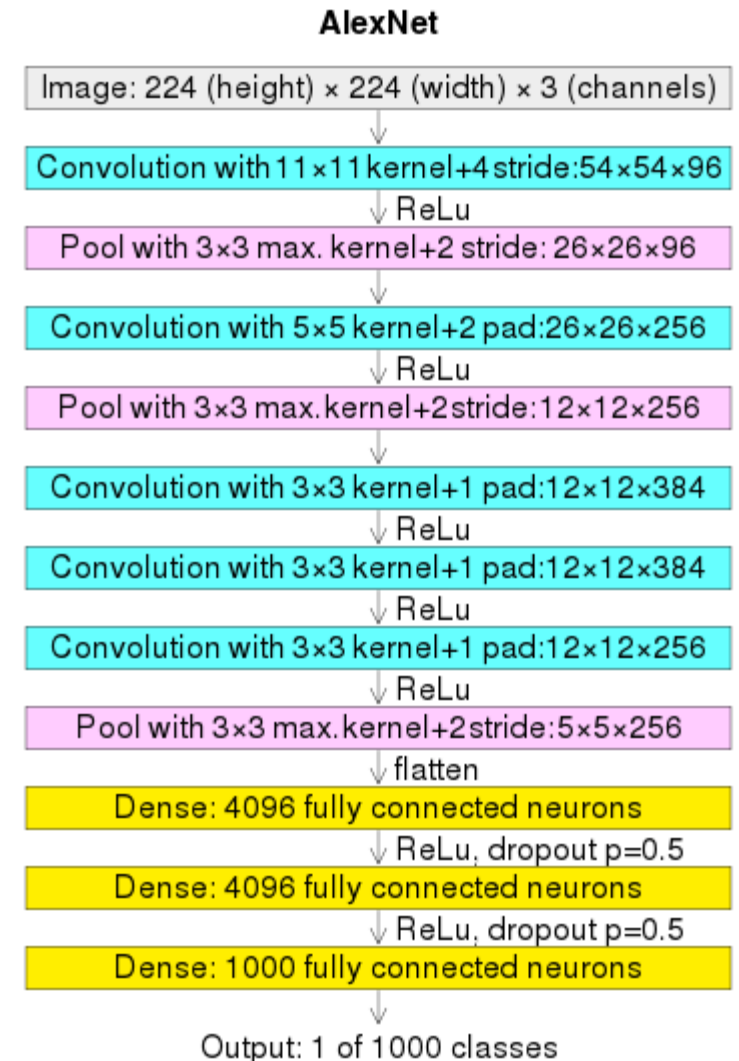 AlexNet
Image: 224 (height) × 224 (width) × 3 (channels)
Convolution with 11×11 kernel+4 stride:54×54×96
ReLu
Pool with 3×3 max. kernel+2 stride: 26×26×96
Convolution with 5×5 kernel+2 pad:26×26×256
ReLu
Pool with 3×3 max.kernel+2stride:12×12×256
Convolution with 3×3 kernel+1 pad:12×12×384
ReLu
Convolution with 3×3 kernel+1 pad:12×12×384
ReLu
Convolution with 3×3 kernel+1 pad:12×12×256
ReLu
Pool with 3×3 max.kernel+2stride:5×5×256
flatten
Dense: 4096 fully connected neurons
ReLu, dropout p=0.5
Dense: 4096 fully connected neurons
ReLu, dropout p=0.5
Dense: 1000 fully connected neurons
Output: 1 of 1000 classes